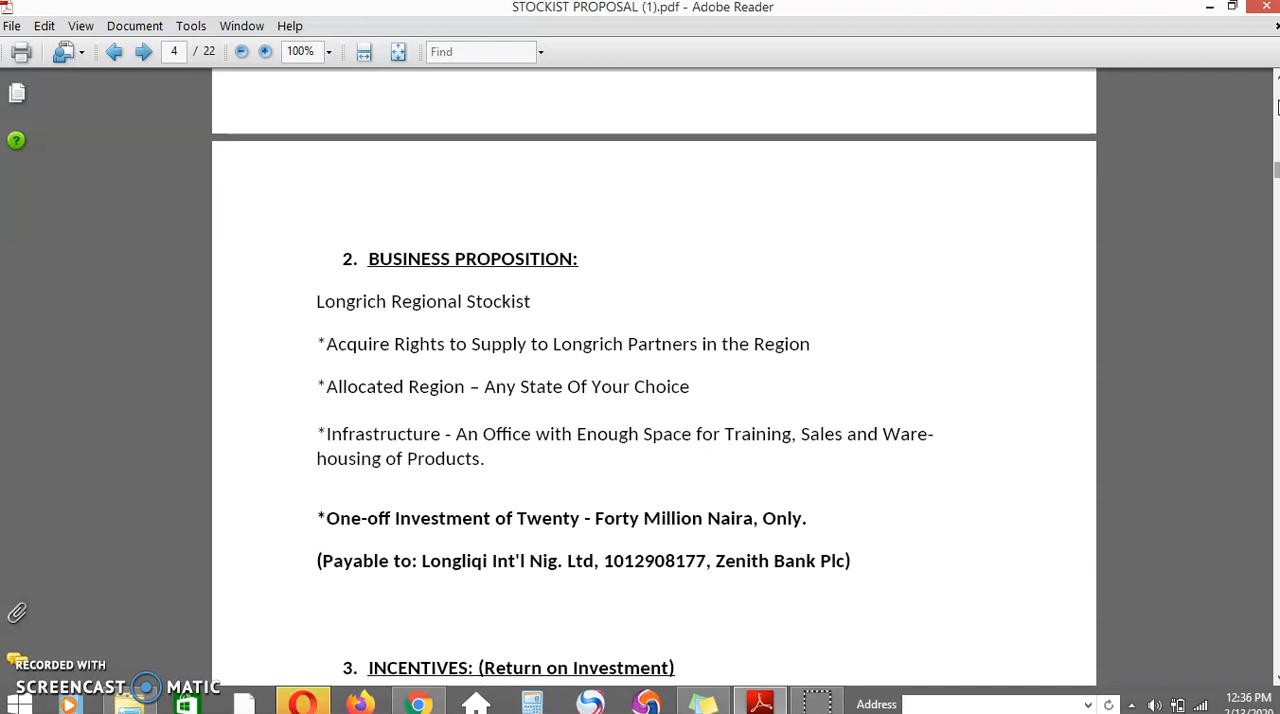 STOCKIST PROPOSAL (1).pdf - Adobe Reader
File Edit View Document Tools Window Help
4 / 22 100% Find
2. BUSINESS PROPOSITION:
Longrich Regional Stockist
*Acquire Rights to Supply to Longrich Partners in the Region
*Allocated Region – Any State Of Your Choice
*Infrastructure - An Office with Enough Space for Training, Sales and Ware-
housing of Products.
*One-off Investment of Twenty - Forty Million Naira, Only.
(Payable to: Longliqi Int'l Nig. Ltd, 1012908177, Zenith Bank Plc)
3. INCENTIVES: (Return on Investment)
RECORDED WITH
SCREENCAST MATIC
Address
12:36 PM
2/13/2020